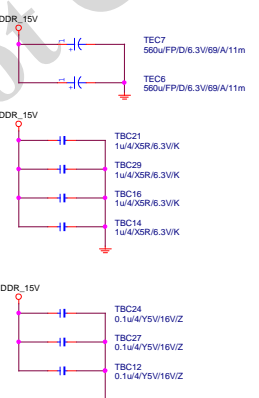 DDR_15V
TEC7
560u/FP/D/6.3V/69/A/11m
TEC6
560u/FP/D/6.3V/69/A/11m
DDR_15V
TBC21
1u/4/X5R/6.3V/K
TBC29
1u/4/X5R/6.3V/K
TBC16
1u/4/X5R/6.3V/K
TBC14
1u/4/X5R/6.3V/K
DDR_15V
TBC24
0.1u/4/Y5V/16V/Z
TBC27
0.1u/4/Y5V/16V/Z
TBC12
0.1u/4/Y5V/16V/Z